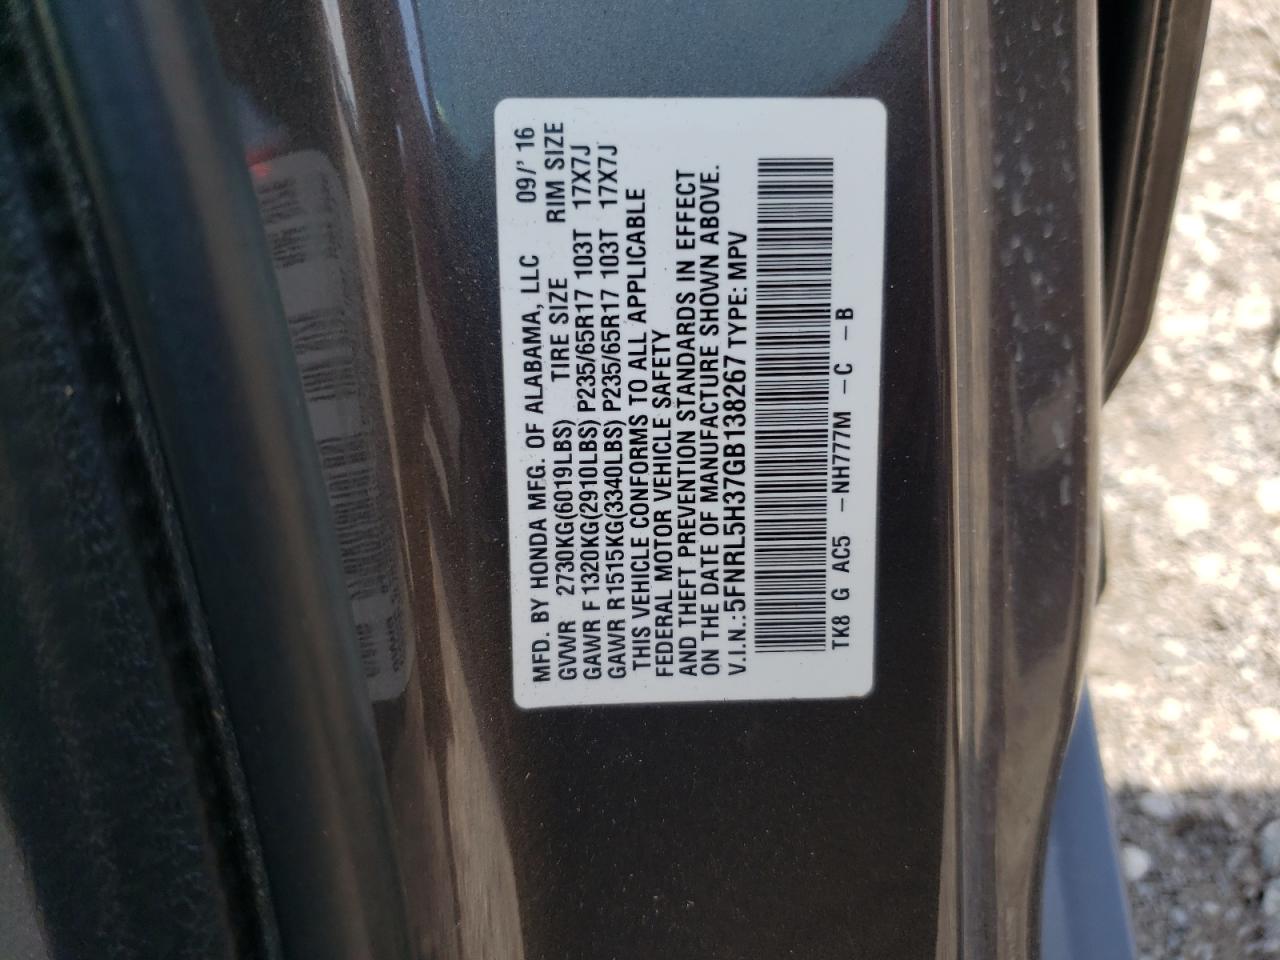 MFD. BY HONDA MFG. OF ALABAMA, LLC 09/' 16
GVWR 2730KG(6019LBS) TIRE SIZE RIM SIZE
GAWR F 1320KG(2910LBS) P235/65R17 103T 17X7J
GAWR R 1515KG(3340LBS) P235/65R17 103T 17X7J
THIS VEHICLE CONFORMS TO ALL APPLICABLE
FEDERAL MOTOR VEHICLE SAFETY
AND THEFT PREVENTION STANDARDS IN EFFECT
ON THE DATE OF MANUFACTURE SHOWN ABOVE.
V.I.N.: 5FNRL5H37GB138267 TYPE: MPV
TK8 G AC5 -NH777M -C -B